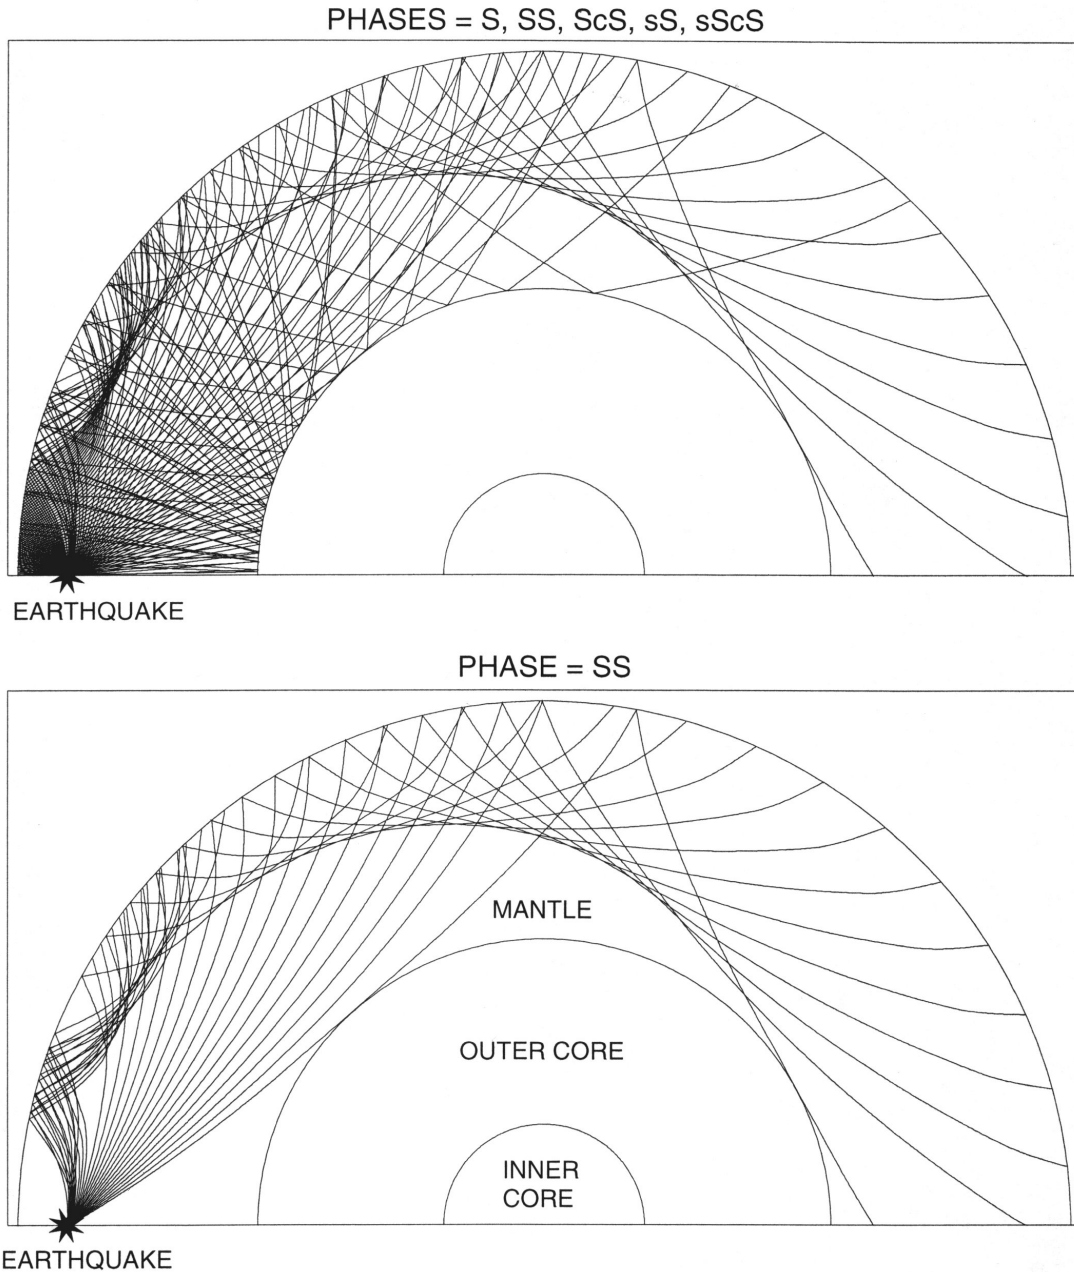 PHASES = S, SS, ScS, sS, sScS
EARTHQUAKE
PHASE = SS
MANTLE
OUTER CORE
INNER
CORE
EARTHQUAKE